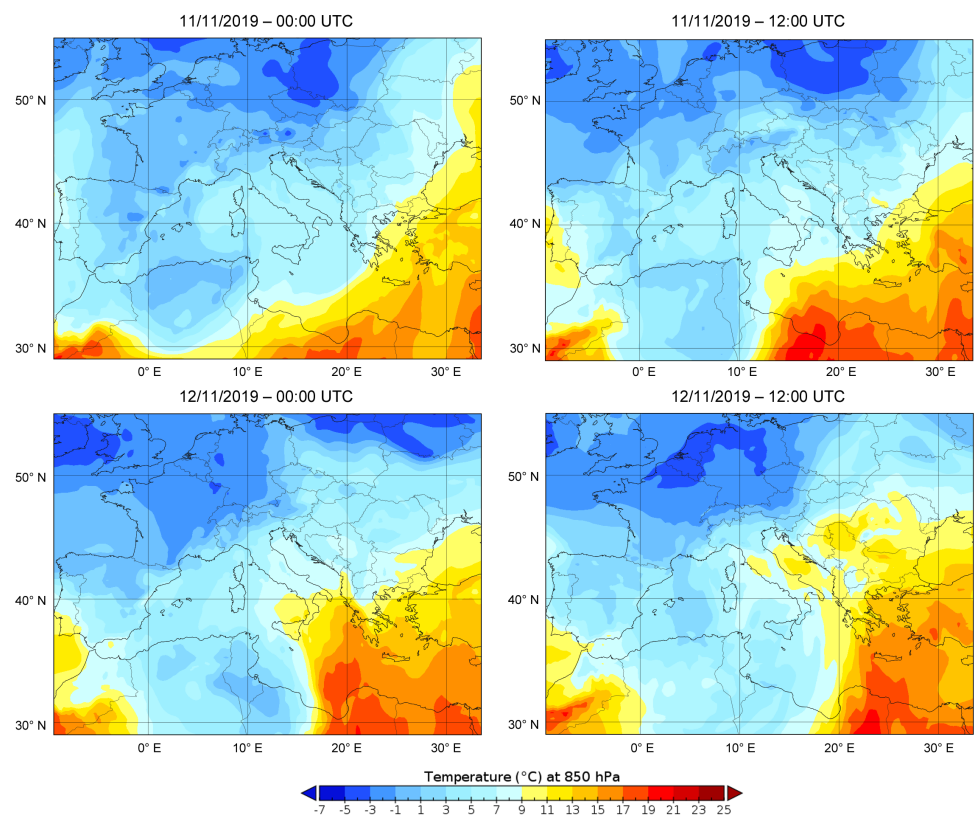 11/11/2019 – 00:00 UTC
11/11/2019 – 12:00 UTC
50° N
50° N
40° N
40° N
30° N
30° N
0° E
10° E
20° E
30° E
0° E
10° E
20° E
30° E
12/11/2019 – 00:00 UTC
12/11/2019 – 12:00 UTC
50° N
50° N
40° N
40° N
30° N
30° N
0° E
10° E
20° E
30° E
0° E
10° E
20° E
30° E
Temperature (°C) at 850 hPa
-7 -5 -3 -1 1 3 5 7 9 11 13 15 17 19 21 23 25